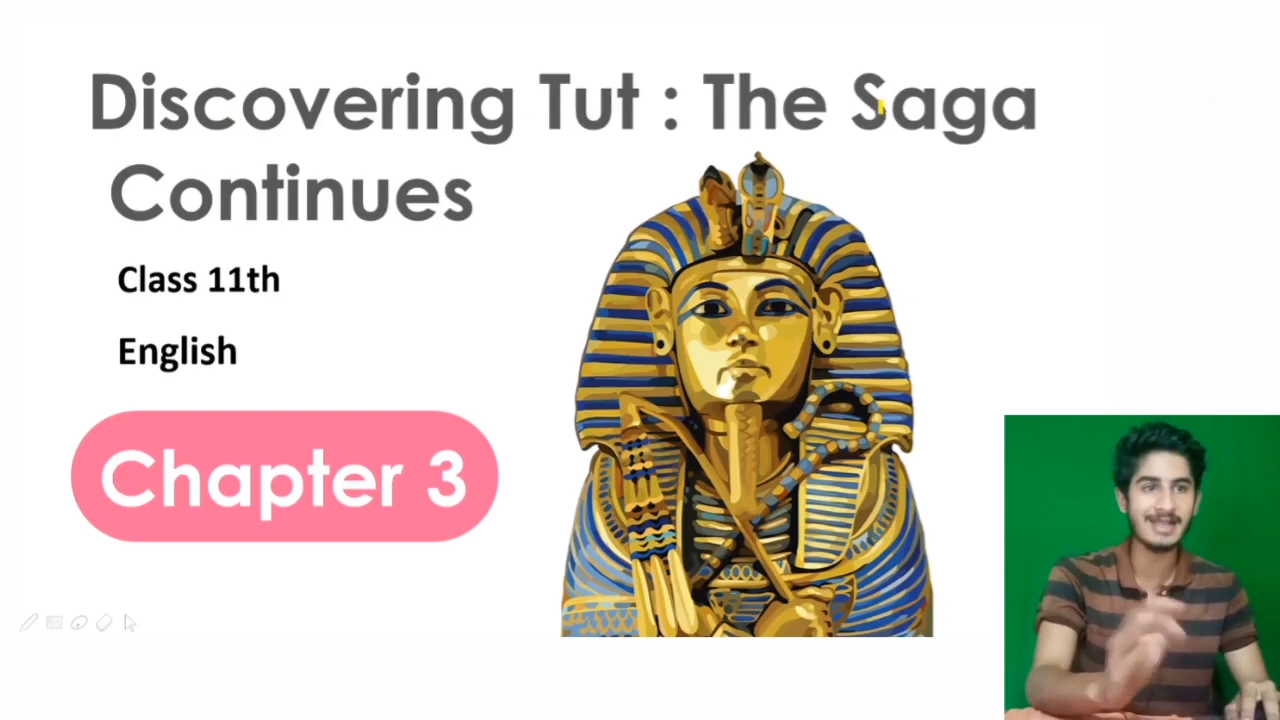 Discovering Tut : The Saga
Continues
Class 11th
English
Chapter 3